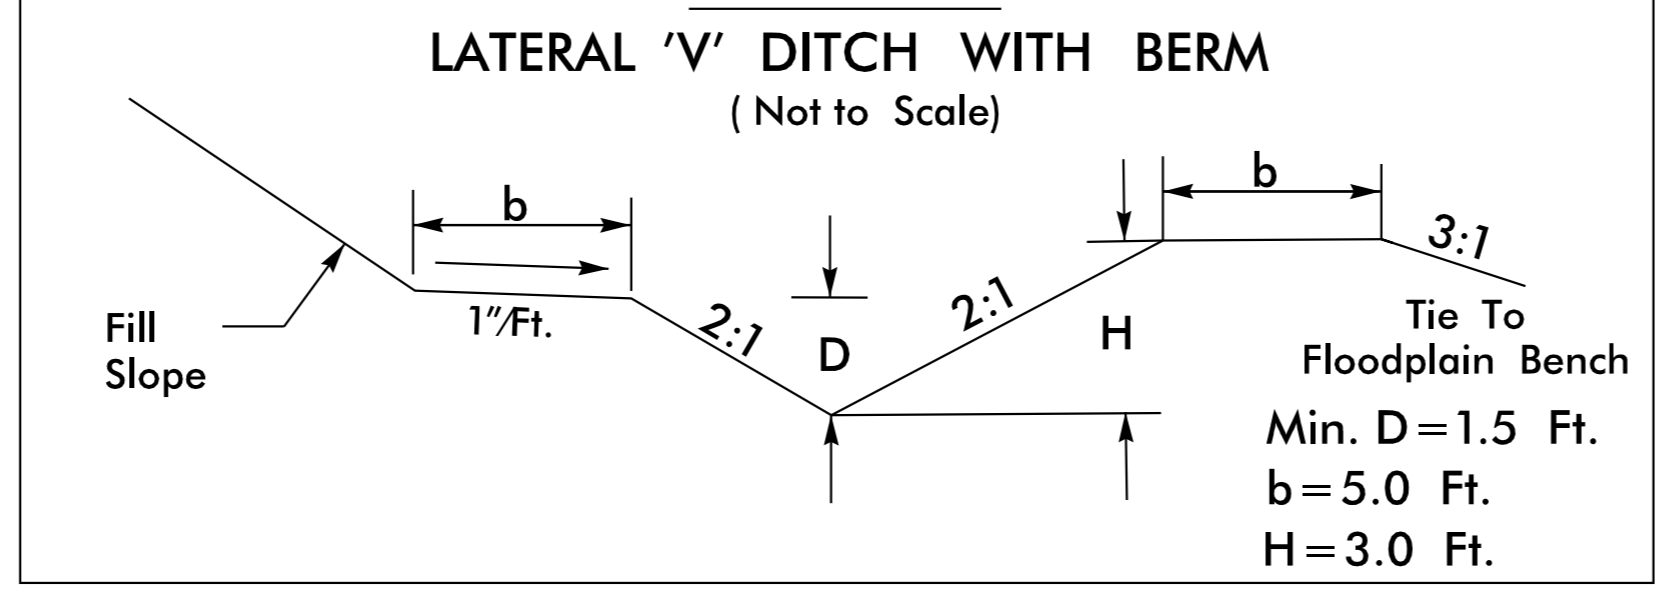 LATERAL 'V' DITCH WITH BERM
( Not to Scale)
b
b
3:1
1"/Ft.
2:1
2:1
D
H
Fill
Slope
Tie To
Floodplain Bench
Min. D=1.5 Ft.
b=5.0 Ft.
H=3.0 Ft.